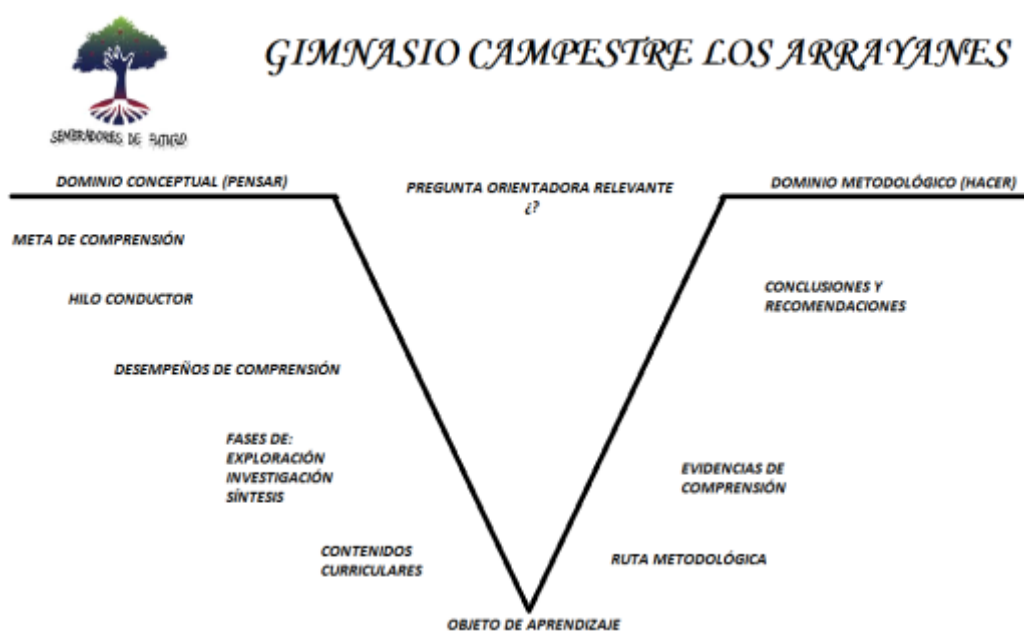 GIMNASIO CAMPESTRE LOS ARRAYANES
SEMBRADORES DE FUTURO
DOMINIO CONCEPTUAL (PENSAR)
PREGUNTA ORIENTADORA RELEVANTE
¿?
DOMINIO METODOLÓGICO (HACER)
META DE COMPRENSIÓN
HILO CONDUCTOR
DESEMPEÑOS DE COMPRENSIÓN
FASES DE:
EXPLORACIÓN
INVESTIGACIÓN
SÍNTESIS
CONTENIDOS
CURRICULARES
CONCLUSIONES Y
RECOMENDACIONES
EVIDENCIAS DE
COMPRENSIÓN
RUTA METODOLÓGICA
OBJETO DE APRENDIZAJE